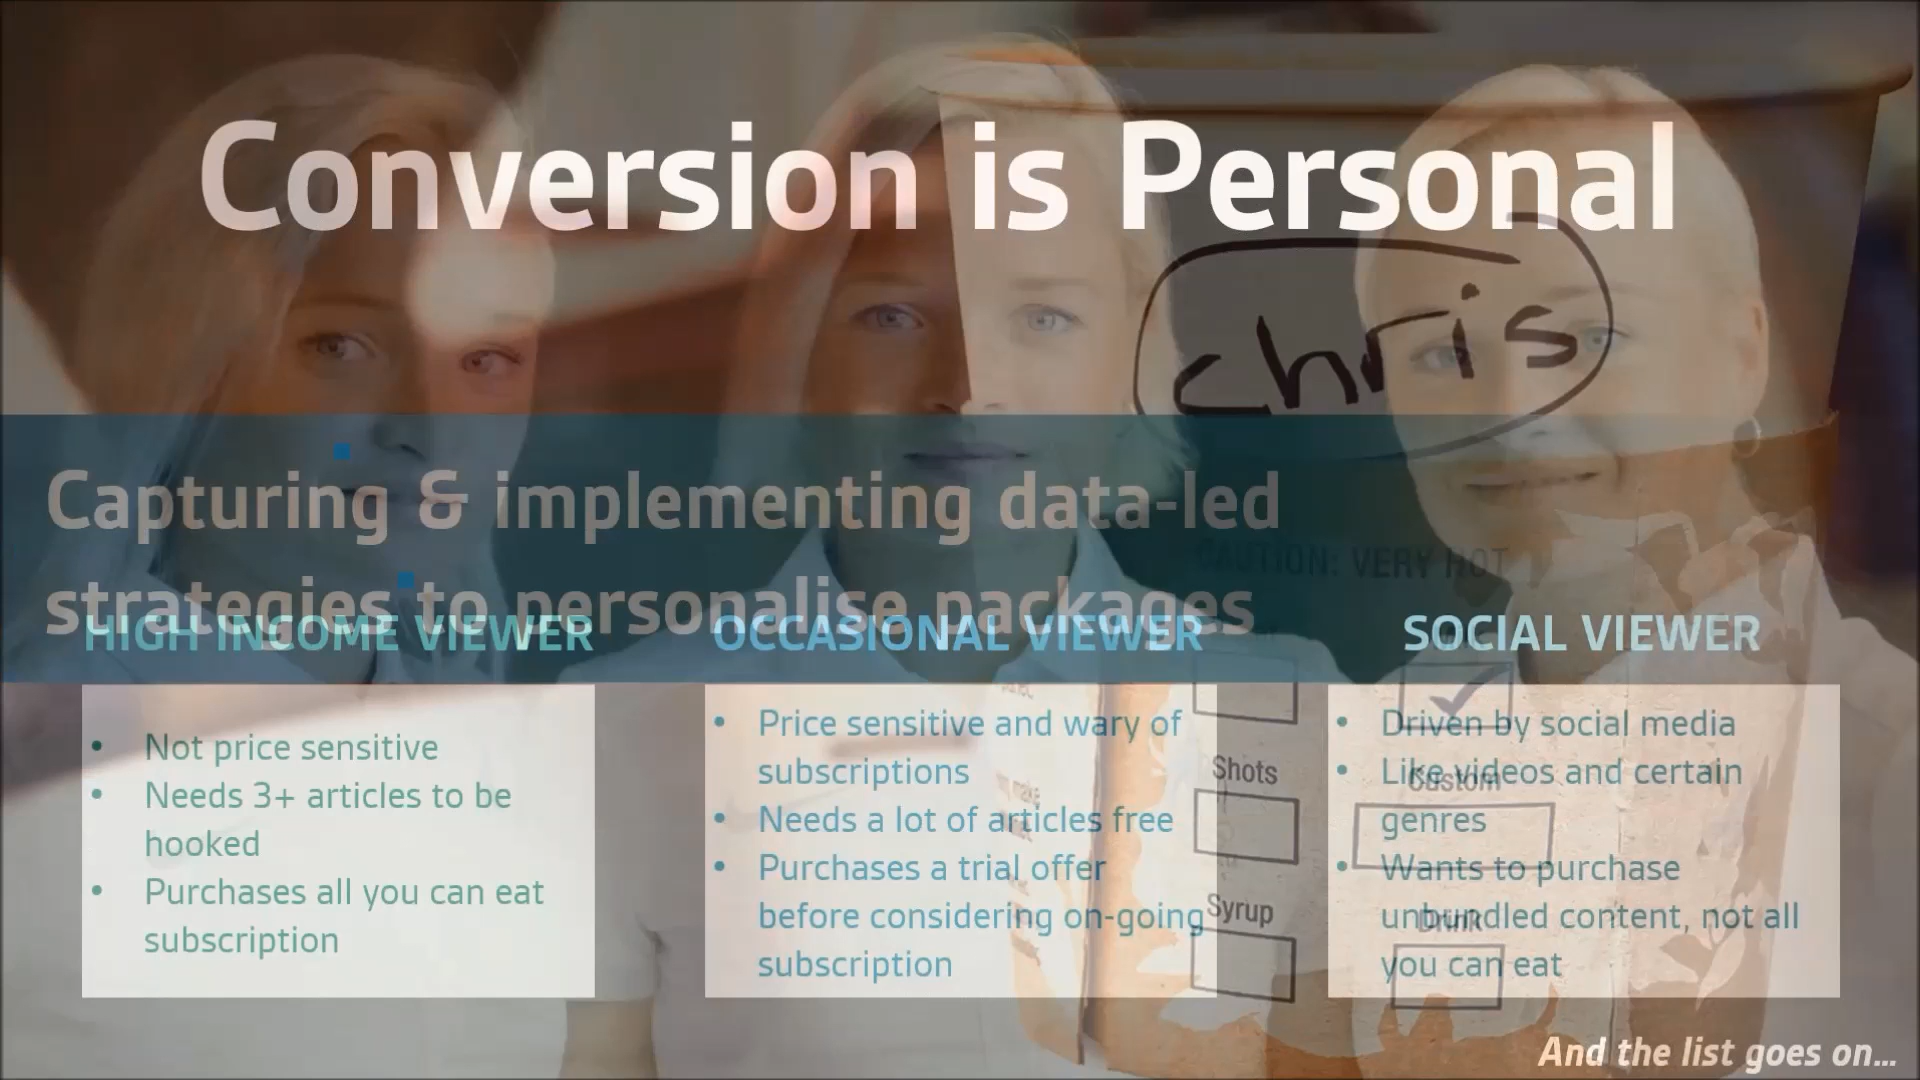 Conversion is Personal
chris
Capturing & implementing data-led
strategies to personalise packages
CAUTION: VERY HOT
HIGH INCOME VIEWER
• Not price sensitive
• Needs 3+ articles to be
hooked
• Purchases all you can eat
subscription
OCCASIONAL VIEWER
• Price sensitive and wary of
subscriptions
• Needs a lot of articles free
• Purchases a trial offer
before considering on-going
subscription
Shots
Syrup
SOCIAL VIEWER
• Driven by social media
• Like videos and certain
genres
• Wants to purchase
unbundled content, not all
you can eat
Custom
Drink
And the list goes on...